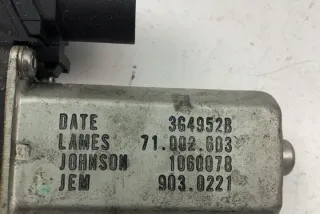 DATE 364952B
LAMES 71.002.603
JOHNSON 1060078
JEM 903.0221